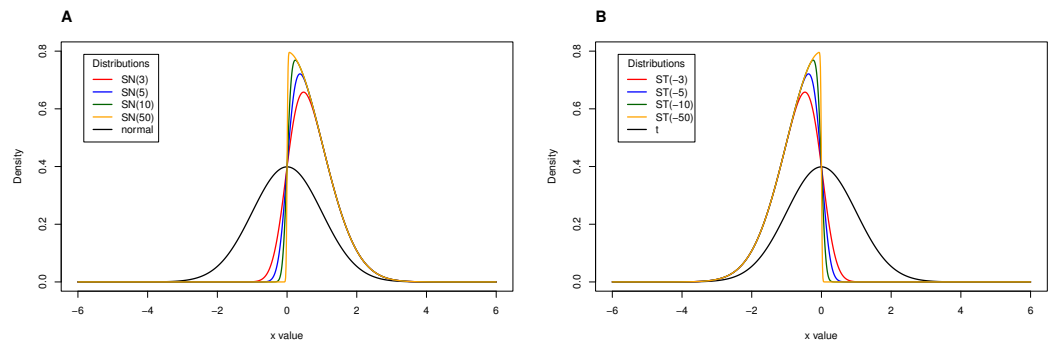 A
Distributions
SN(3)
SN(5)
SN(10)
SN(50)
normal
Density
0.0 0.2 0.4 0.6 0.8
−6 −4 −2 0 2 4 6
x value
B
Distributions
ST(−3)
ST(−5)
ST(−10)
ST(−50)
t
Density
0.0 0.2 0.4 0.6 0.8
−6 −4 −2 0 2 4 6
x value